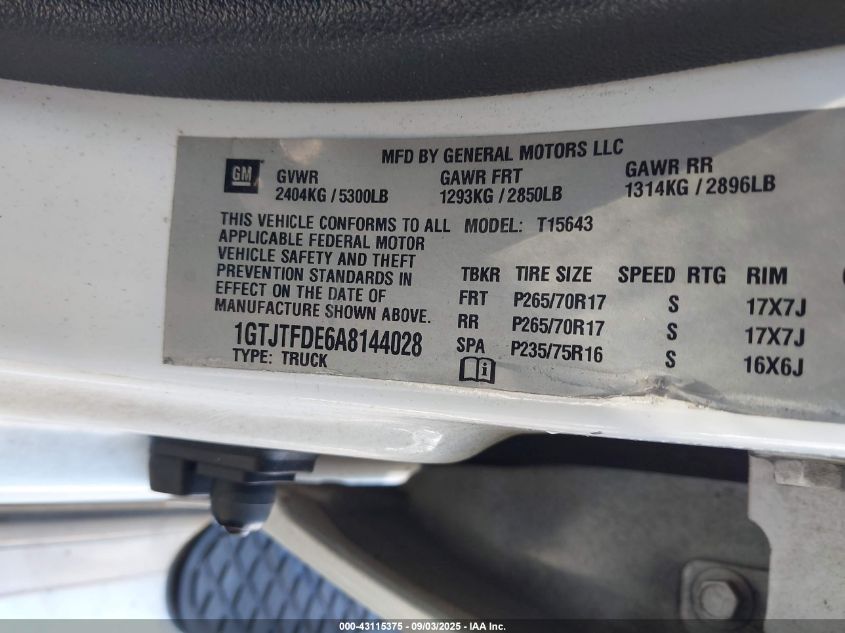 MFD BY GENERAL MOTORS LLC
GM
GVWR GAWR FRT GAWR RR
2404KG / 5300LB 1293KG / 2850LB 1314KG / 2896LB
THIS VEHICLE CONFORMS TO ALL MODEL: T15643
APPLICABLE FEDERAL MOTOR
VEHICLE SAFETY AND THEFT
PREVENTION STANDARDS IN
EFFECT ON THE DATE OF
MANUFACTURE SHOWN ABOVE.
1GTJTFDE6A8144028
TYPE: TRUCK
TBKR TIRE SIZE SPEED RTG RIM
FRT P265/70R17 S 17X7J
RR P265/70R17 S 17X7J
SPA P235/75R16 S 16X6J
000-43115375 - 09/03/2025 - IAA Inc.